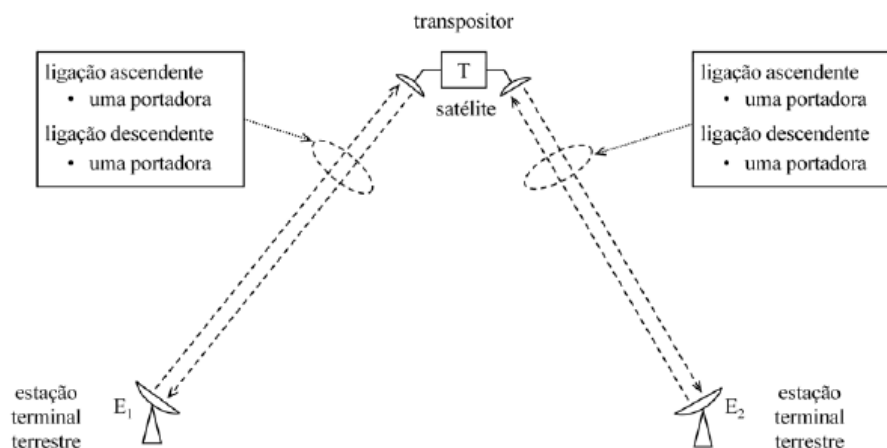 transpositor
ligação ascendente
• uma portadora
ligação descendente
• uma portadora
T
satélite
ligação ascendente
• uma portadora
ligação descendente
• uma portadora
estação
terminal
terrestre
E1
E2
estação
terminal
terrestre